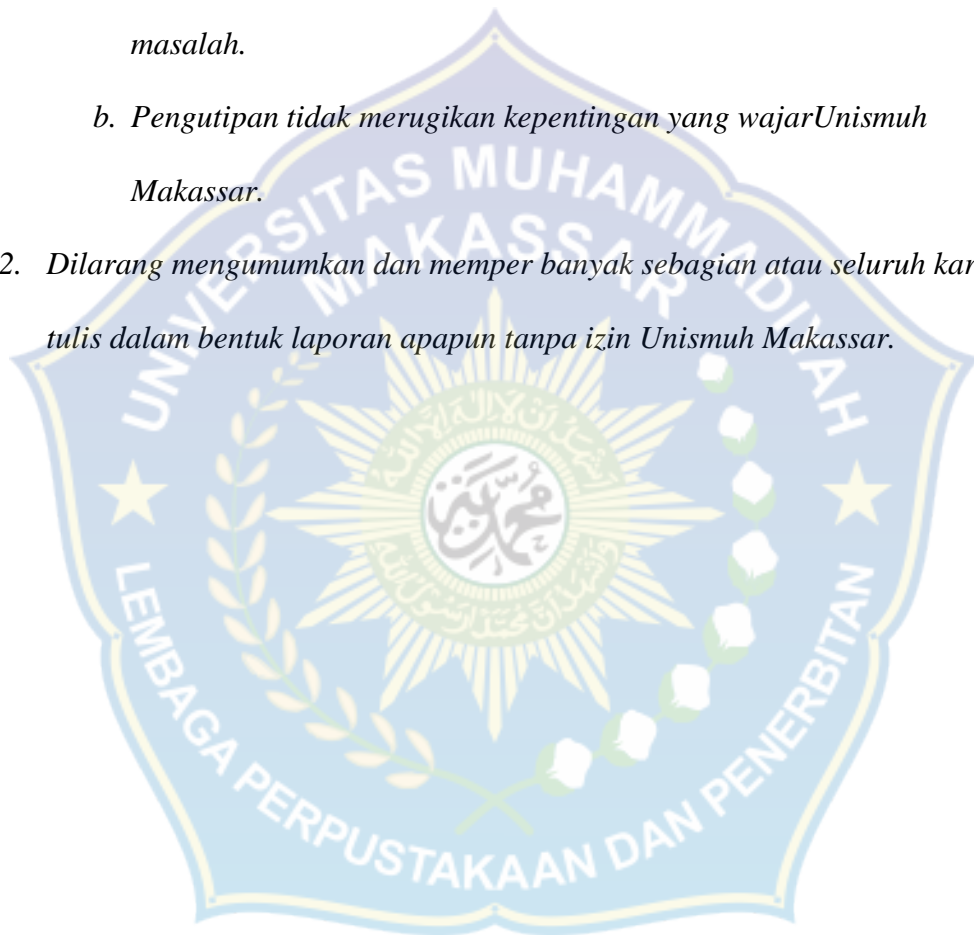 masalah.
b. Pengutipan tidak merugikan kepentingan yang wajarUnismuh
Makassar.
2. Dilarang mengumumkan dan memper banyak sebagian atau seluruh kar
tulis dalam bentuk laporan apapun tanpa izin Unismuh Makassar.
UNIVERSITAS MUHAMMADIYAH
MAKASSAR
LEMBAGA PERPUSTAKAAN DAN PENERBITAN